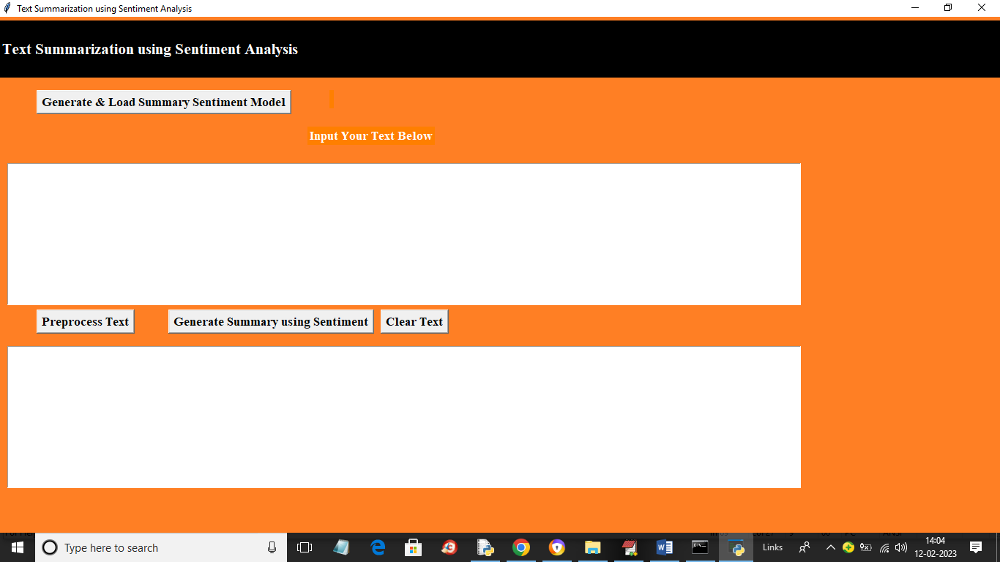 Text Summarization using Sentiment Analysis
Text Summarization using Sentiment Analysis
Generate & Load Summary Sentiment Model
Input Your Text Below
Preprocess Text
Generate Summary using Sentiment
Clear Text
Type here to search
Links
14:04
12-02-2023